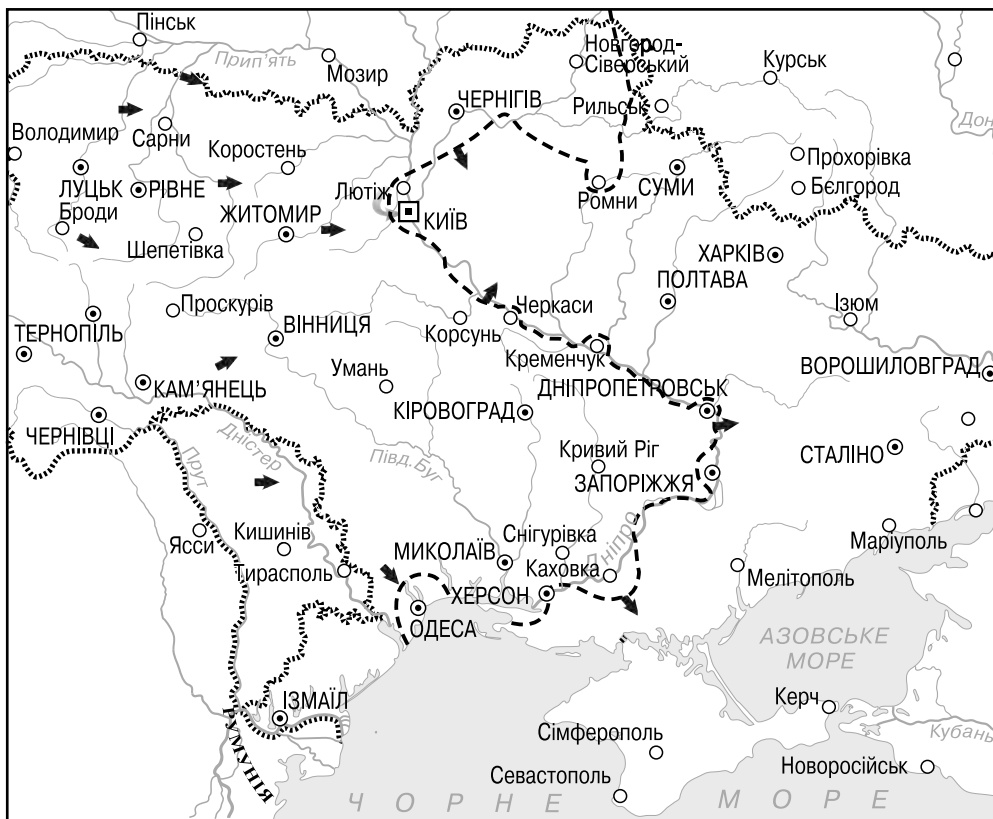 Пінськ
Прип'ять
Мозир
Новгород-
Сіверський
Курськ
ЧЕРНІГІВ
Рильськ
Дон
Володимир
Сарни
Коростень
Прохорівка
ЛУЦЬК
РІВНЕ
Лютіж
Ромни
СУМИ
Бєлгород
Броди
ЖИТОМИР
КИЇВ
Шепетівка
ХАРКІВ
ПОЛТАВА
Проскурів
Черкаси
Ізюм
ТЕРНОПІЛЬ
ВІННИЦЯ
Корсунь
Кременчук
Умань
ВОРОШИЛОВГРАД
КАМ’ЯНЕЦЬ
ДНІПРОПЕТРОВСЬК
КІРОВОГРАД
ЧЕРНІВЦІ
Дністер
Прут
Півд. Буг
Кривий Ріг
СТАЛІНО
ЗАПОРІЖЖЯ
Ясси
Кишинів
Снігурівка
Дніпро
Маріуполь
МИКОЛАЇВ
Каховка
Тирасполь
ХЕРСОН
Мелітополь
ОДЕСА
АЗОВСЬКЕ
МОРЕ
ІЗМАЇЛ
Керч
РУМУНІЯ
Сімферополь
Кубань
Севастополь
Новоросійськ
ЧОРНЕ МОРЕ